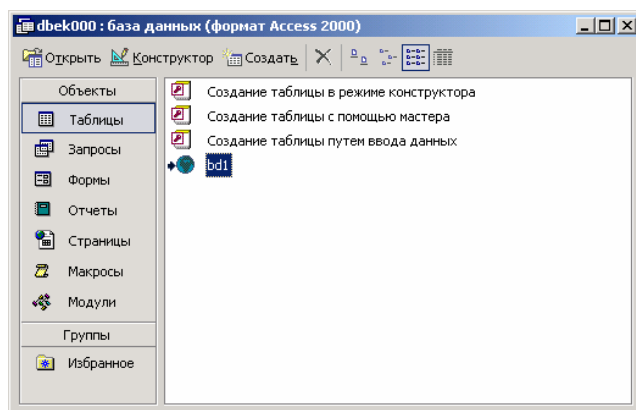 dbek000 : база данных (формат Access 2000)
Открыть Конструктор Создать
Объекты
Таблицы
Запросы
Формы
Отчеты
Страницы
Макросы
Модули
Группы
Избранное
Создание таблицы в режиме конструктора
Создание таблицы с помощью мастера
Создание таблицы путем ввода данных
bd1